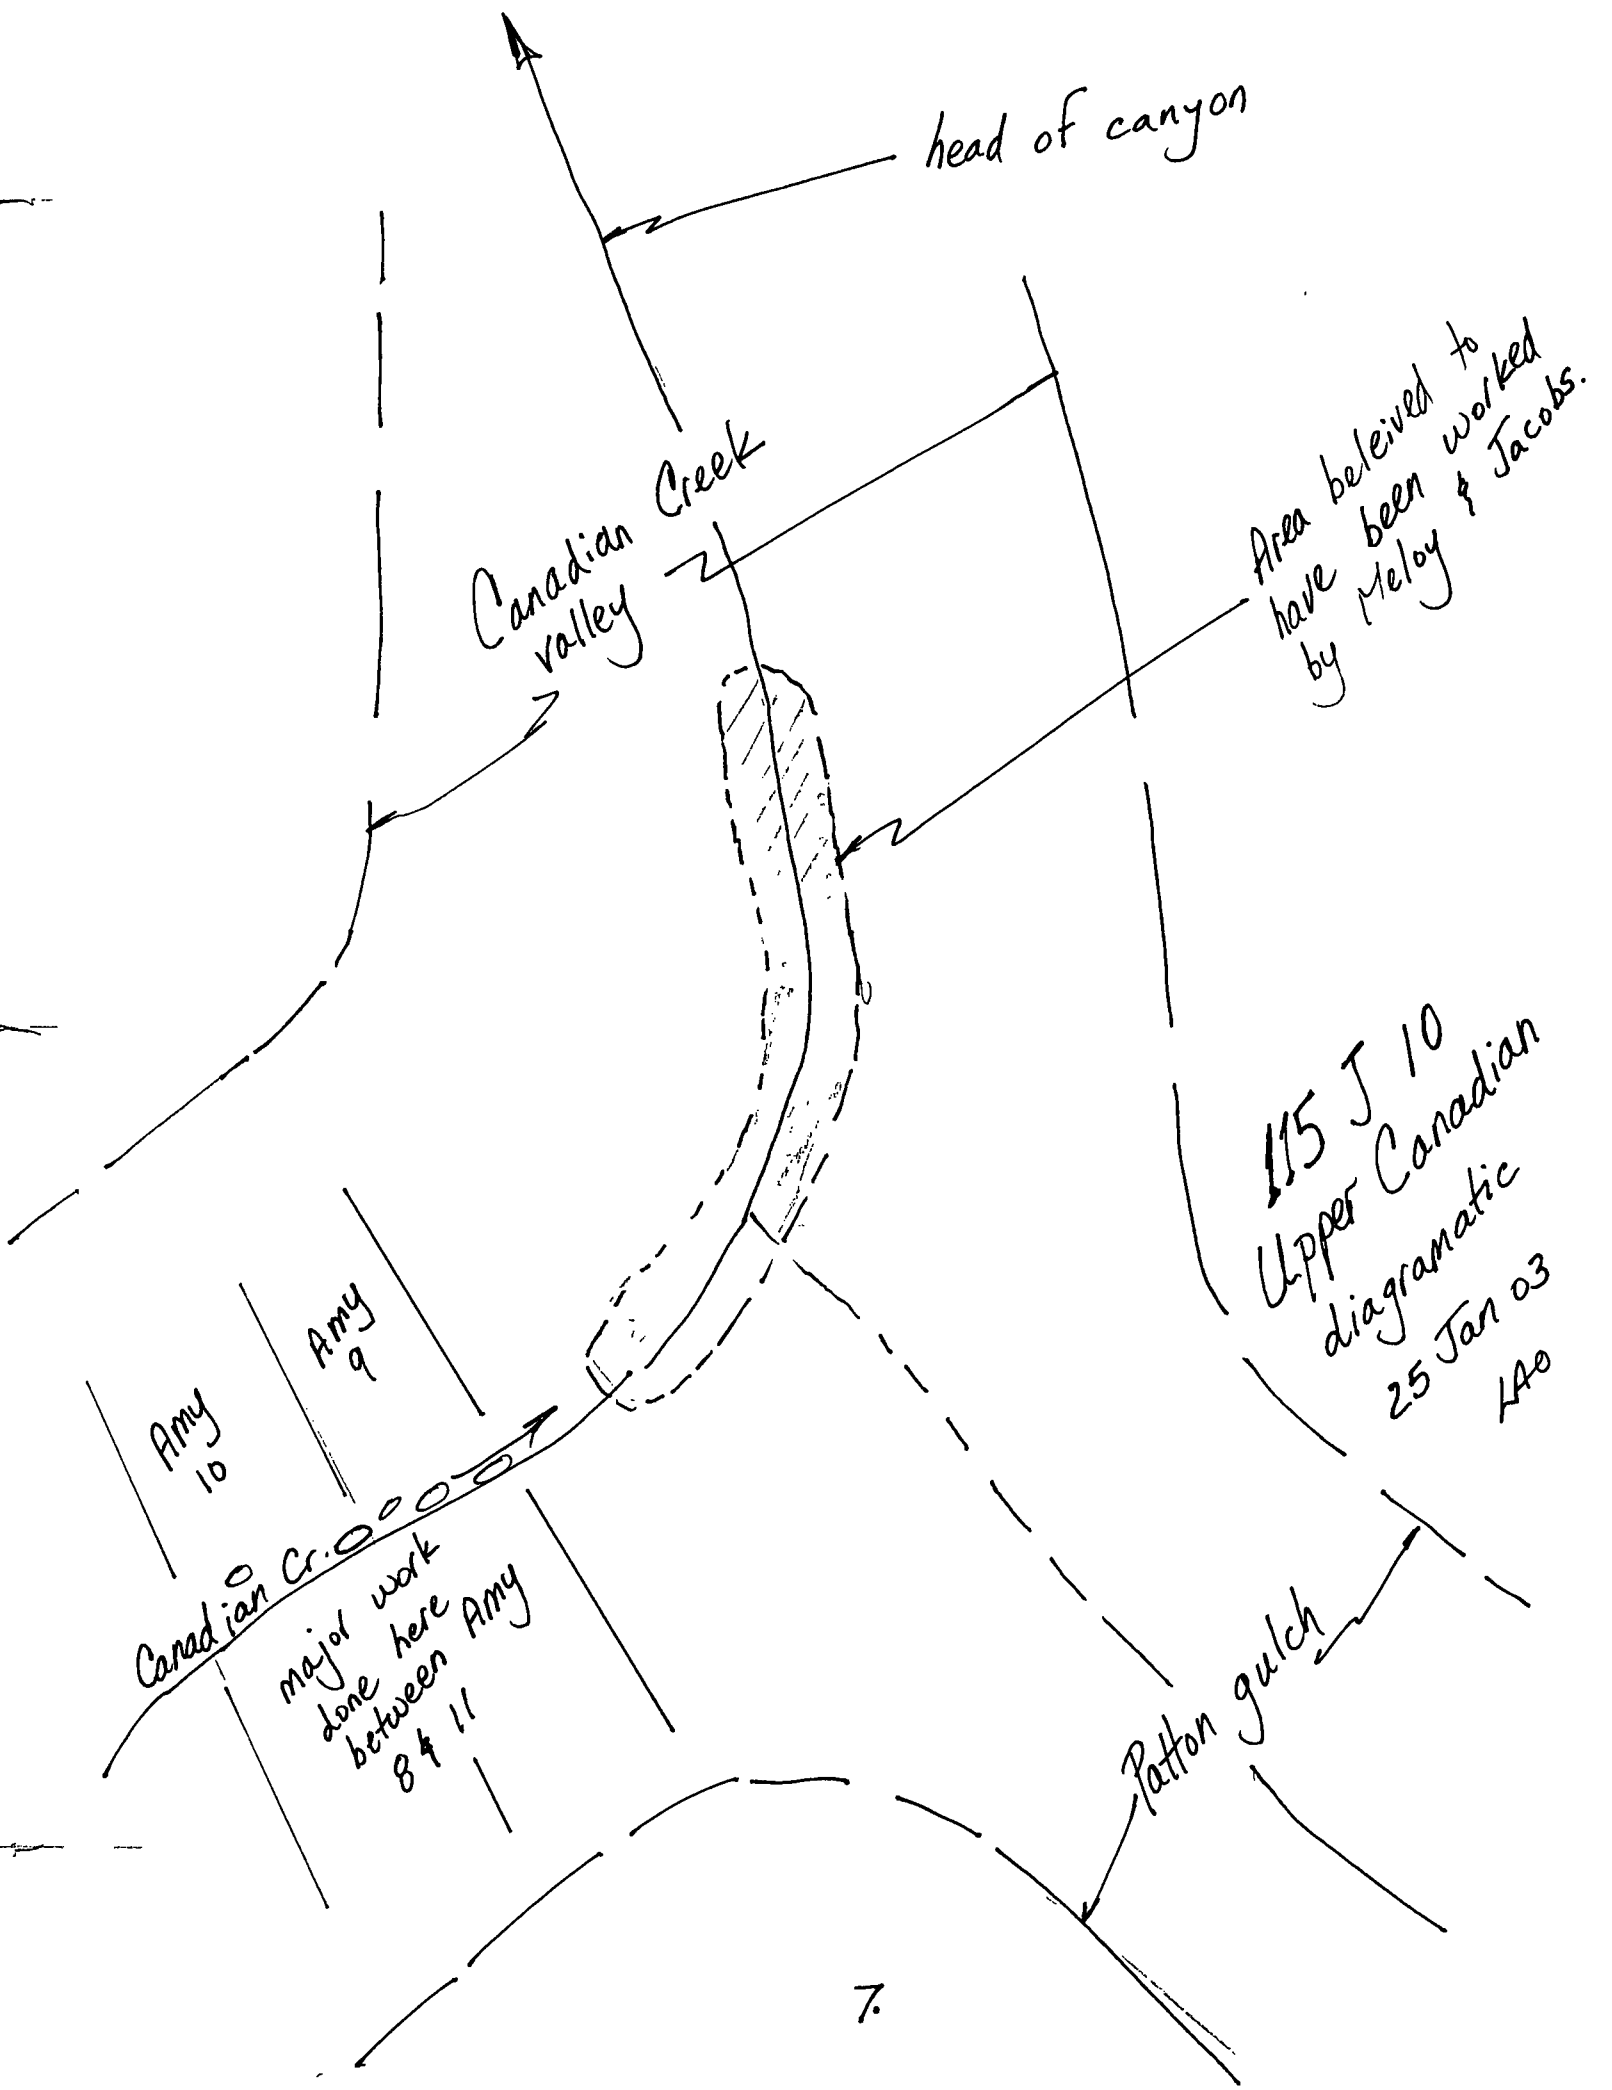 head of canyon
Canadian Creek
valley
Area beleived to
have been worked
by Meloy & Jacobs.
115 J 10
Upper Canadian
diagramatic
25 Jan 03
LAO
Amy
9
Amy
10
Canadian Cr.
major work
done here
between Amy
8 & 11
Patton gulch
7.